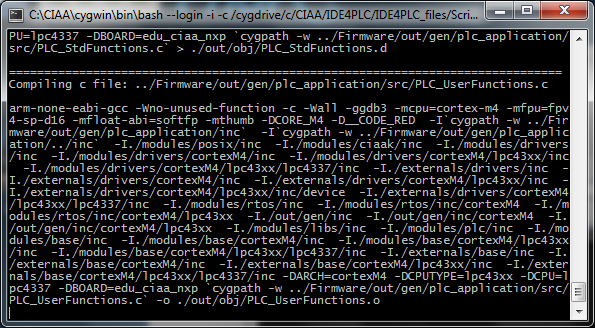 C:\CIAA\cygwin\bin\bash --login -i -c /cygdrive/c/CIAA/IDE4PLC/IDE4PLC_files/Scri...
PU=lpc4337 -DBOARD=edu_ciaa_nxp `cygpath -w ../Firmware/out/gen/plc_application/
src/PLC_StdFunctions.c` > ./out/obj/PLC_StdFunctions.d
===============================================================================
Compiling c file: ../Firmware/out/gen/plc_application/src/PLC_UserFunctions.c
arm-none-eabi-gcc -Wno-unused-function -c -Wall -ggdb3 -mcpu=cortex-m4 -mfpu=fpv
4-sp-d16 -mfloat-abi=softfp -mthumb -DCORE_M4 -D__CODE_RED -I`cygpath -w ../Fir
mware/out/gen/plc_application/inc` -I`cygpath -w ../Firmware/out/gen/plc_applic
ation/../inc` -I./modules/posix/inc -I./modules/ciaak/inc -I./modules/drivers
/inc -I./modules/drivers/cortexM4/inc -I./modules/drivers/cortexM4/lpc43xx/inc
-I./modules/drivers/cortexM4/lpc43xx/lpc4337/inc -I./externals/drivers/inc -
I./externals/drivers/cortexM4/inc -I./externals/drivers/cortexM4/lpc43xx/inc -
I./externals/drivers/cortexM4/lpc43xx/inc/device -I./externals/drivers/cortexM4
/lpc43xx/lpc4337/inc -I./modules/rtos/inc -I./modules/rtos/inc/cortexM4 -I./m
odules/rtos/inc/cortexM4/lpc43xx -I./out/gen/inc -I./out/gen/inc/cortexM4 -I.
/out/gen/inc/cortexM4/lpc43xx -I./modules/libs/inc -I./modules/plc/inc -I./mo
dules/base/inc -I./modules/base/cortexM4/inc -I./modules/base/cortexM4/lpc43xx
/inc -I./modules/base/cortexM4/lpc43xx/lpc4337/inc -I./externals/base/inc -I.
/externals/base/cortexM4/inc -I./externals/base/cortexM4/lpc43xx/inc -I./exter
nals/base/cortexM4/lpc43xx/lpc4337/inc -DARCH=cortexM4 -DCPUTYPE=lpc43xx -DCPU=l
pc4337 -DBOARD=edu_ciaa_nxp `cygpath -w ../Firmware/out/gen/plc_application/src/
PLC_UserFunctions.c` -o ./out/obj/PLC_UserFunctions.o